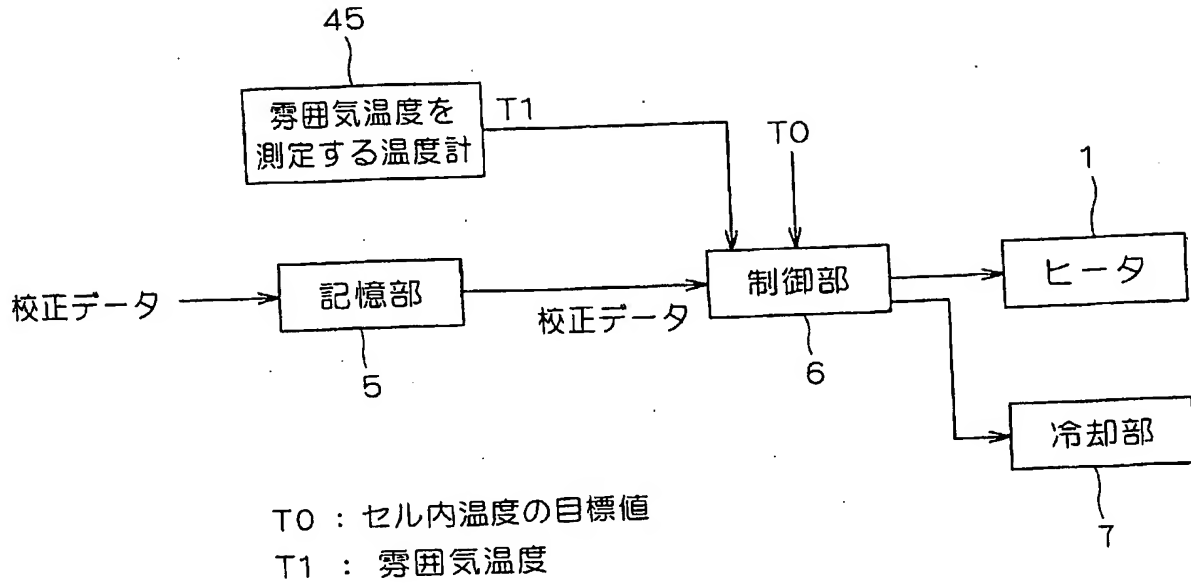 45
雰囲気温度を
測定する温度計
T1
T0
1
ヒータ
制御部
6
校正データ
記憶部
5
校正データ
冷却部
7
T0 : セル内温度の目標値
T1 : 雰囲気温度